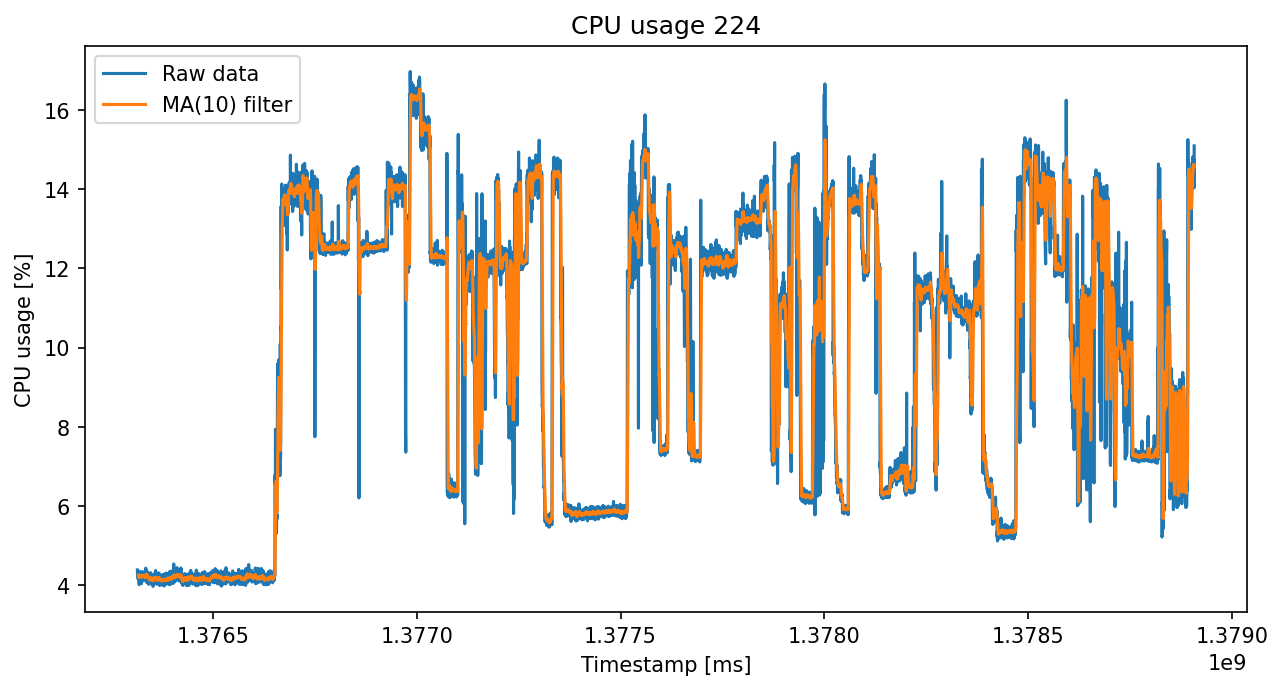 CPU usage 224
Raw data
MA(10) filter
CPU usage [%]
16
14
12
10
8
6
4
1.3765
1.3770
1.3775
1.3780
1.3785
1.3790
1e9
Timestamp [ms]